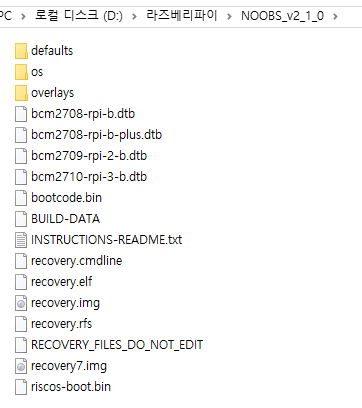 PC > 로컬 디스크 (D:) > 라즈베리파이 > NOOBS_v2_1_0 >
defaults
os
overlays
bcm2708-rpi-b.dtb
bcm2708-rpi-b-plus.dtb
bcm2709-rpi-2-b.dtb
bcm2710-rpi-3-b.dtb
bootcode.bin
BUILD-DATA
INSTRUCTIONS-README.txt
recovery.cmdline
recovery.elf
recovery.img
recovery.rfs
RECOVERY_FILES_DO_NOT_EDIT
recovery7.img
riscos-boot.bin